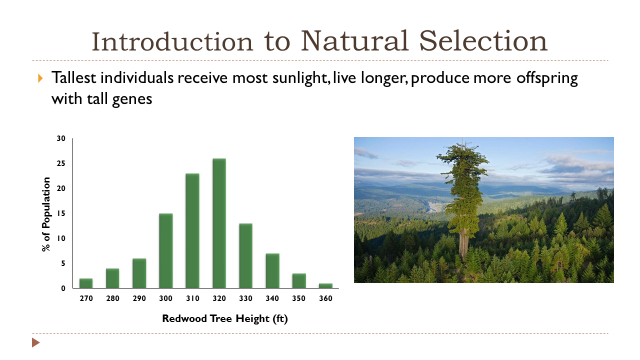 Introduction to Natural Selection
Tallest individuals receive most sunlight, live longer, produce more offspring
with tall genes
30
25
20
15
10
5
0
% of Population
270 280 290 300 310 320 330 340 350 360
Redwood Tree Height (ft)